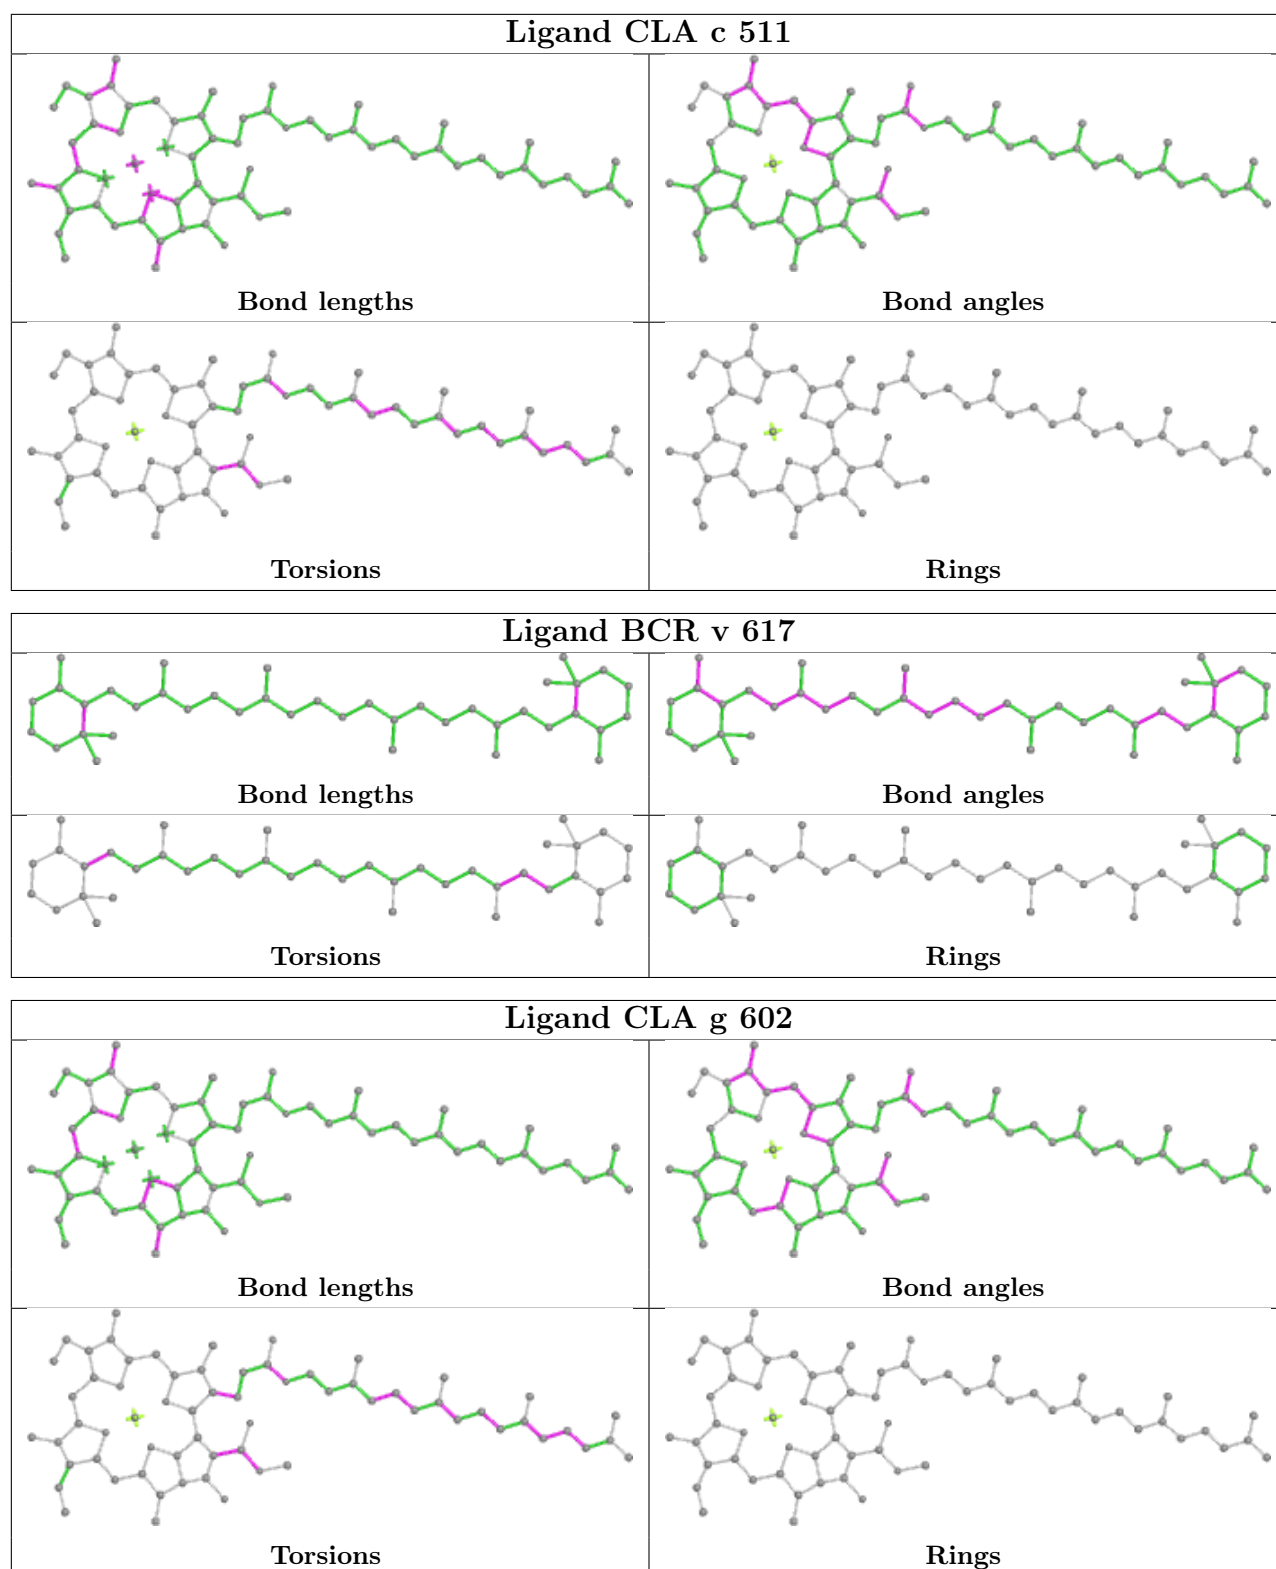 Ligand CLA c 511
Bond lengths
Bond angles
Torsions
Rings
Ligand BCR v 617
Bond lengths
Bond angles
Torsions
Rings
Ligand CLA g 602
Bond lengths
Bond angles
Torsions
Rings